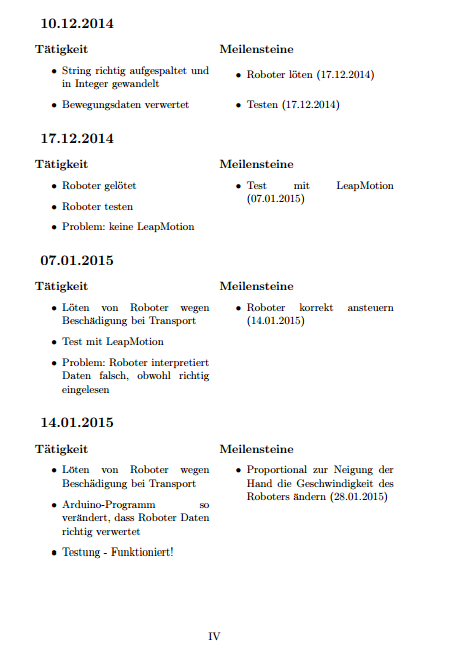 10.12.2014
Tätigkeit
• String richtig aufgespaltet und
in Integer gewandelt
• Bewegungsdaten verwertet
Meilensteine
• Roboter löten (17.12.2014)
• Testen (17.12.2014)
17.12.2014
Tätigkeit
• Roboter gelötet
• Roboter testen
• Problem: keine LeapMotion
Meilensteine
• Test mit LeapMotion
(07.01.2015)
07.01.2015
Tätigkeit
• Löten von Roboter wegen
Beschädigung bei Transport
• Test mit LeapMotion
• Problem: Roboter interpretiert
Daten falsch, obwohl richtig
eingelesen
Meilensteine
• Roboter korrekt ansteuern
(14.01.2015)
14.01.2015
Tätigkeit
• Löten von Roboter wegen
Beschädigung bei Transport
• Arduino-Programm so
verändert, dass Roboter Daten
richtig verwertet
• Testung - Funktioniert!
Meilensteine
• Proportional zur Neigung der
Hand die Geschwindigkeit des
Roboters ändern (28.01.2015)
IV